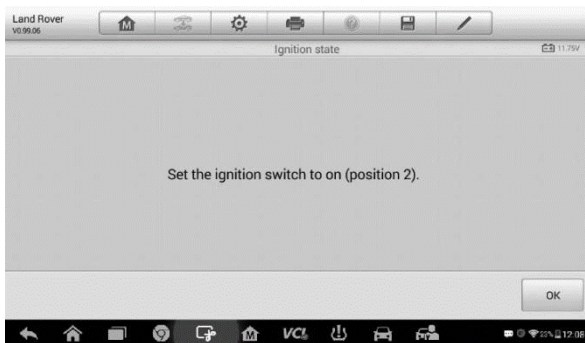 Land Rover
V0.99.06
M
Ignition state
11.75V
Set the ignition switch to on (position 2).
OK
M
VCI
12:08